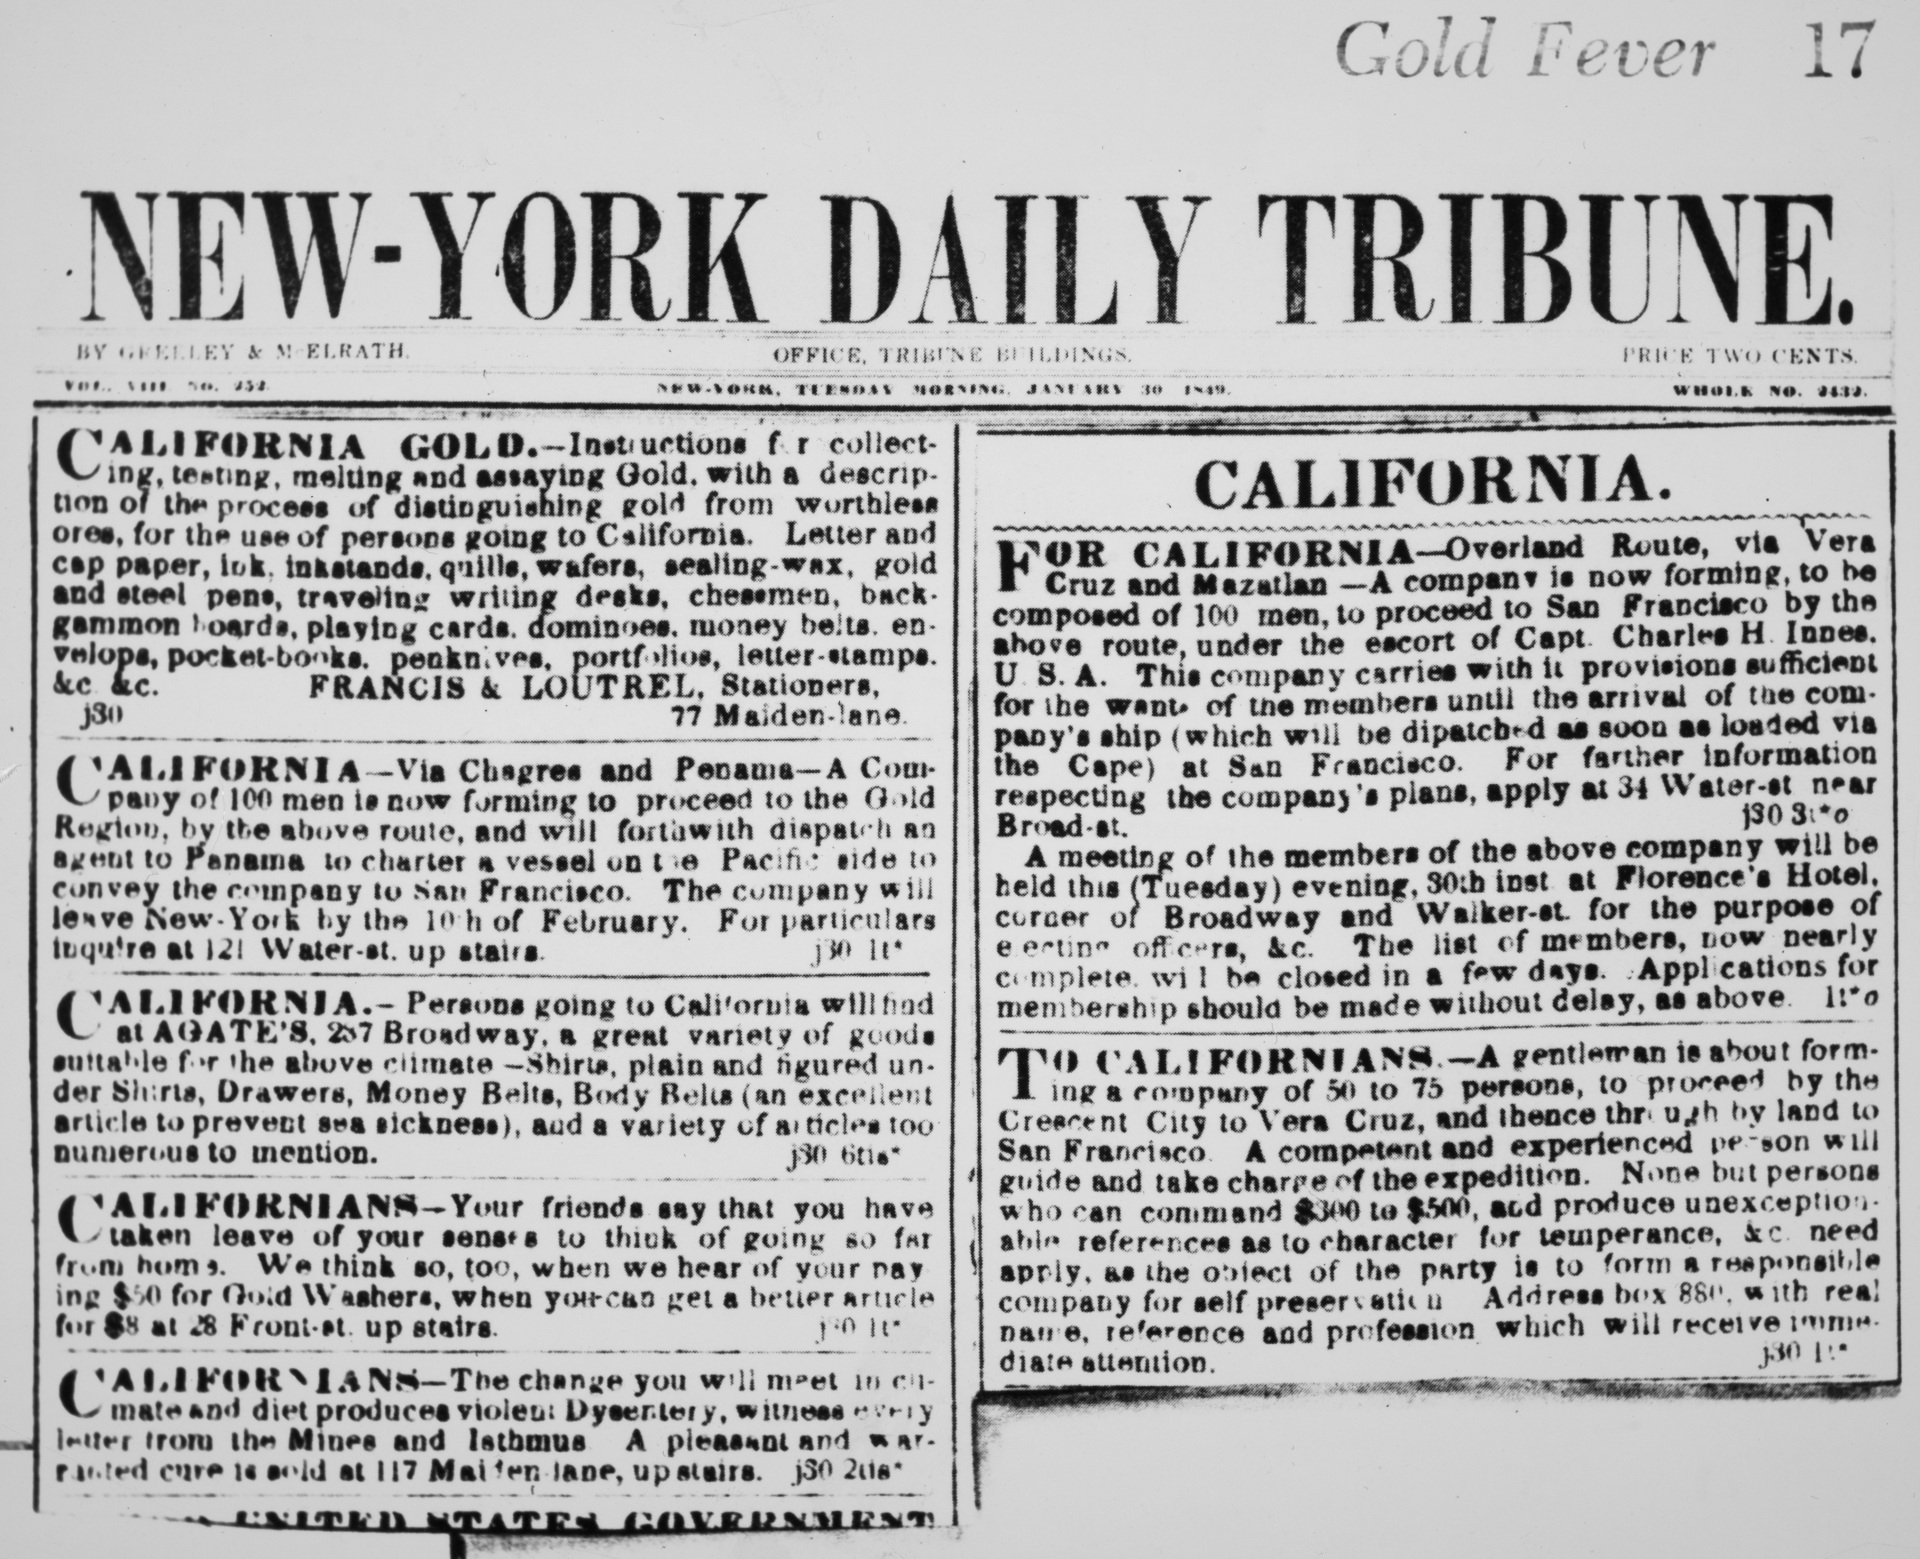 Gold Fever 17
NEW-YORK DAILY TRIBUNE.
BY GREELEY & McELRATH.
OFFICE, TRIBUNE BUILDINGS.
PRICE TWO CENTS.
VOL. VIII. NO. 252.
NEW-YORK, TUESDAY MORNING, JANUARY 30 1849.
WHOLE NO. 2432.
CALIFORNIA GOLD.—Instructions f r collect-
ing, testing, melting and assaying Gold, with a descrip-
tion of the process of distinguishing gold from worthless
ores, for the use of persons going to California. Letter and
cap paper, ink, inkstands, quills, wafers, sealing-wax, gold
and steel pens, traveling writing desks, chessmen, back-
gammon boards, playing cards, dominoes, money belts, en-
velops, pocket-books, penknives, portfolios, letter-stamps,
&c &c. FRANCIS & LOUTREL, Stationers,
j30 77 Maiden-lane.
CALIFORNIA—Via Chagres and Panama—A Com-
pany of 100 men is now forming to proceed to the Gold
Region, by the above route, and will forthwith dispatch an
agent to Panama to charter a vessel on the Pacific side to
convey the company to San Francisco. The company will
leave New-York by the 10th of February. For particulars
inquire at 121 Water-st. up stairs. j30 1t*
CALIFORNIA.—Persons going to California will find
at AGATE'S, 257 Broadway, a great variety of goods
suitable for the above climate—Shirts, plain and figured un-
der Shirts, Drawers, Money Belts, Body Belts (an excellent
article to prevent sea sickness), and a variety of articles too
numerous to mention. j30 6tis*
CALIFORNIANS—Your friends say that you have
taken leave of your senses to think of going so far
from home. We think so, too, when we hear of your pay
ing $50 for Gold Washers, when you can get a better article
for $8 at 28 Front-st. up stairs. j30 1t*
CALIFORNIANS—The change you will meet in cli-
mate and diet produces violent Dysentery, witness every
letter from the Mines and Isthmus A pleasant and war-
ranted cure is sold at 117 Maiden lane, up stairs. j30 2tis*
UNITED STATES GOVERNMENT
CALIFORNIA.
FOR CALIFORNIA—Overland Route, via Vera
Cruz and Mazatlan—A company is now forming, to be
composed of 100 men, to proceed to San Francisco by the
above route, under the escort of Capt. Charles H. Innes,
U. S. A. This company carries with it provisions sufficient
for the wants of the members until the arrival of the com-
pany's ship (which will be dipatched as soon as loaded via
the Cape) at San Francisco. For farther information
respecting the company's plans, apply at 34 Water-st near
Broad-st. j30 3t*o
A meeting of the members of the above company will be
held this (Tuesday) evening, 30th inst at Florence's Hotel,
corner of Broadway and Walker-st. for the purpose of
electing officers, &c. The list of members, now nearly
complete, will be closed in a few days. Applications for
membership should be made without delay, as above. 1t*o
TO CALIFORNIANS.—A gentleman is about form-
ing a company of 50 to 75 persons, to proceed by the
Crescent City to Vera Cruz, and thence through by land to
San Francisco. A competent and experienced person will
guide and take charge of the expedition. None but persons
who can command $300 to $500, and produce unexception-
able references as to character for temperance, &c. need
apply, as the object of the party is to form a responsible
company for self preservation Address box 880, with real
name, reference and profession which will receive imme-
diate attention. j30 1t*